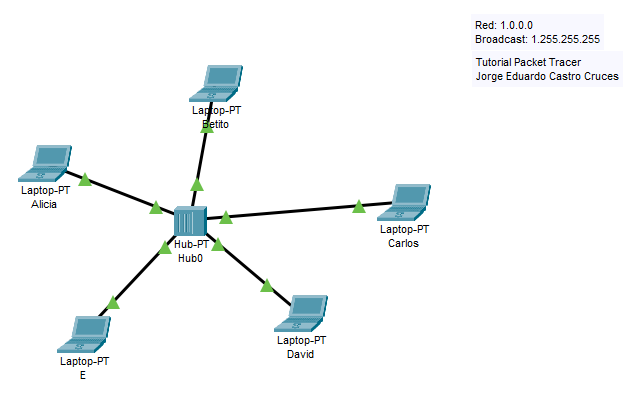 Red: 1.0.0.0
Broadcast: 1.255.255.255
Tutorial Packet Tracer
Jorge Eduardo Castro Cruces
Laptop-PT
Betito
Laptop-PT
Alicia
Laptop-PT
Carlos
Hub-PT
Hub0
Laptop-PT
David
Laptop-PT
E